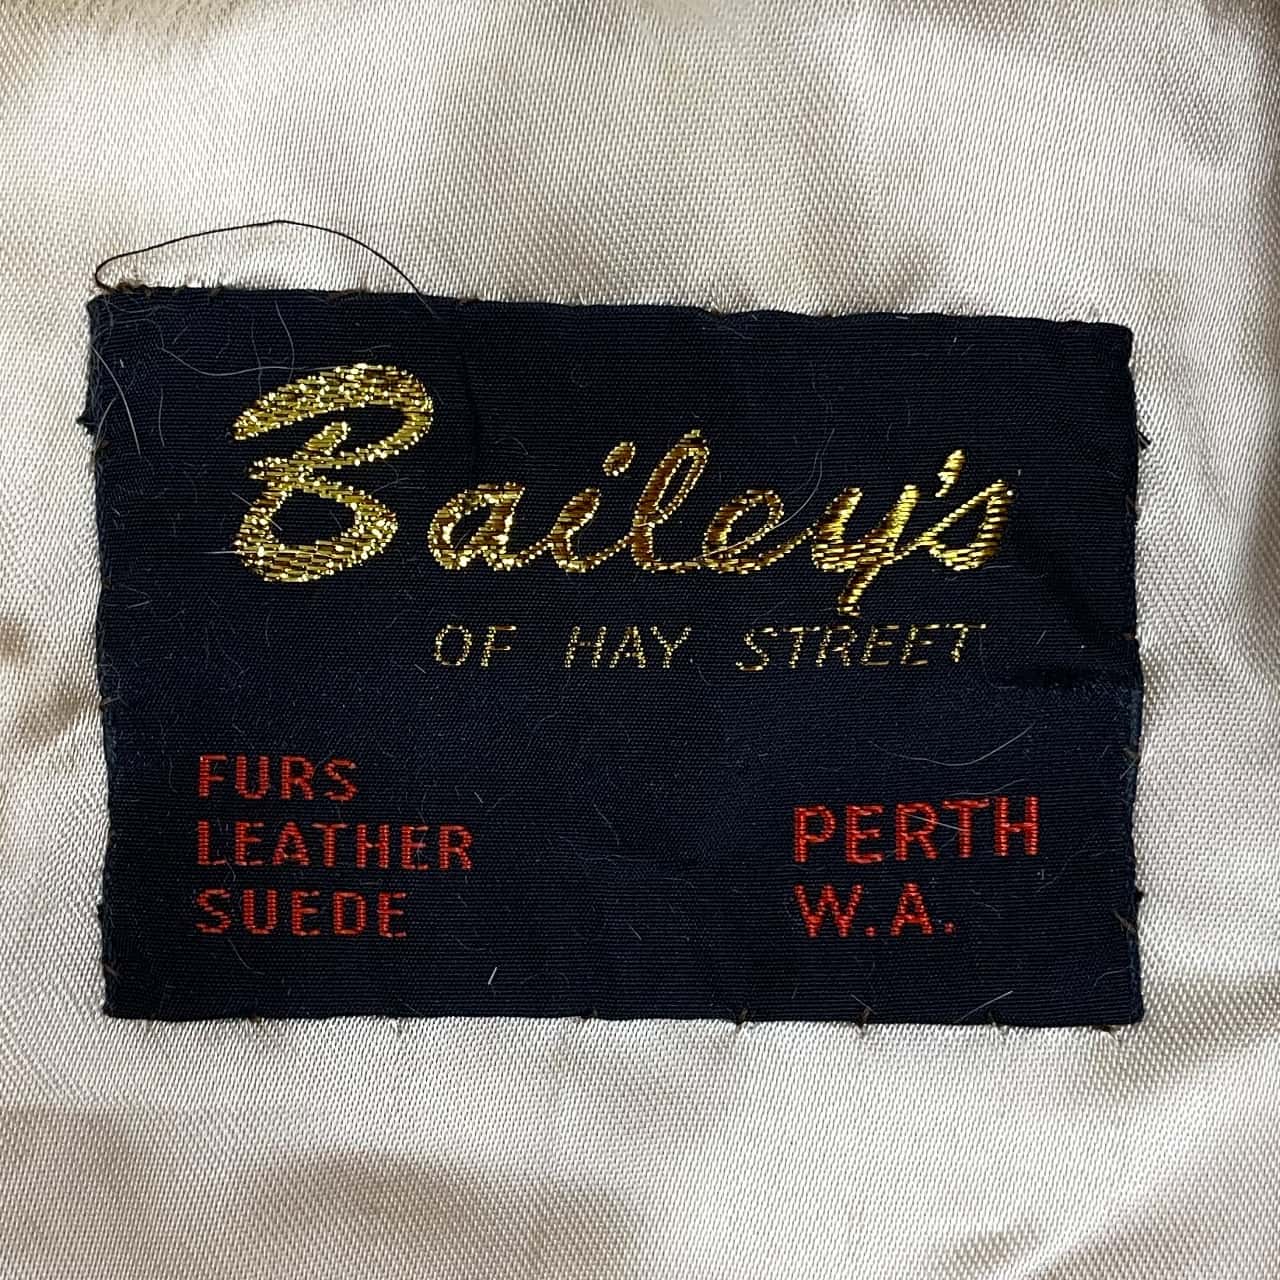 Bailey's
OF HAY STREET
FURS
LEATHER
SUEDE
PERTH
W.A.